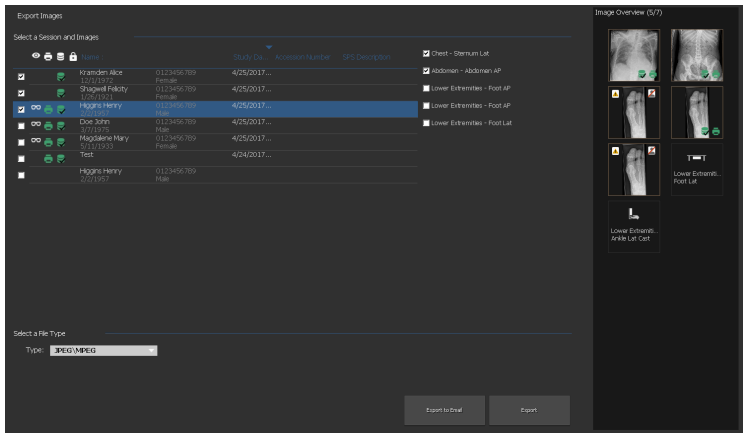 Export Images
Image Overview (5/7)
Select a Session and Images
Name Study Da... Accession Number SPS Description
Kramden Alice 0123456789 4/25/2017...
12/1/1972 Female
Shagwell Felicity 0123456789 4/25/2017...
1/26/1921 Female
Higgins Henry 0123456789 4/25/2017...
2/2/1957 Male
Doe John 0123456789 4/25/2017...
3/7/1975 Male
Magdalene Mary 0123456789 4/25/2017...
5/11/1933 Female
Test 4/24/2017...
Higgins Henry 0123456789
2/2/1957 Male
Chest - Sternum Lat
Abdomen - Abdomen AP
Lower Extremities - Foot AP
Lower Extremities - Foot AP
Lower Extremities - Foot Lat
Lower Extremiti...
Foot Lat
Lower Extremiti...
Ankle Lat Cast
Select a File Type
Type: JPEG\MPEG
Export to Email
Export